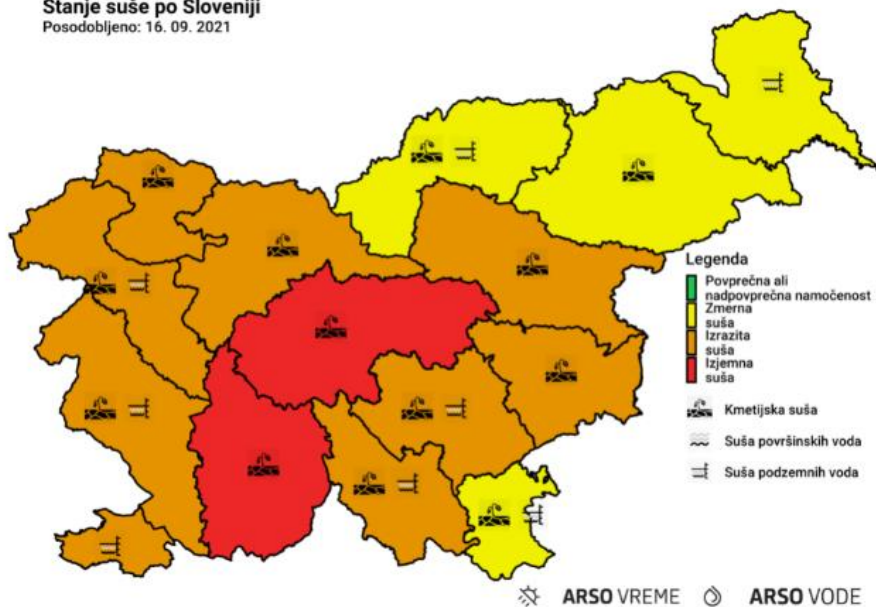 Stanje suše po Sloveniji
Posodobljeno: 16. 09. 2021
Legenda
Povprečna ali
nadpovprečna namočenost
Zmerna
suša
Izrazita
suša
Izjemna
suša
Kmetijska suša
Suša površinskih voda
Suša podzemnih voda
ARSO VREME ARSO VODE